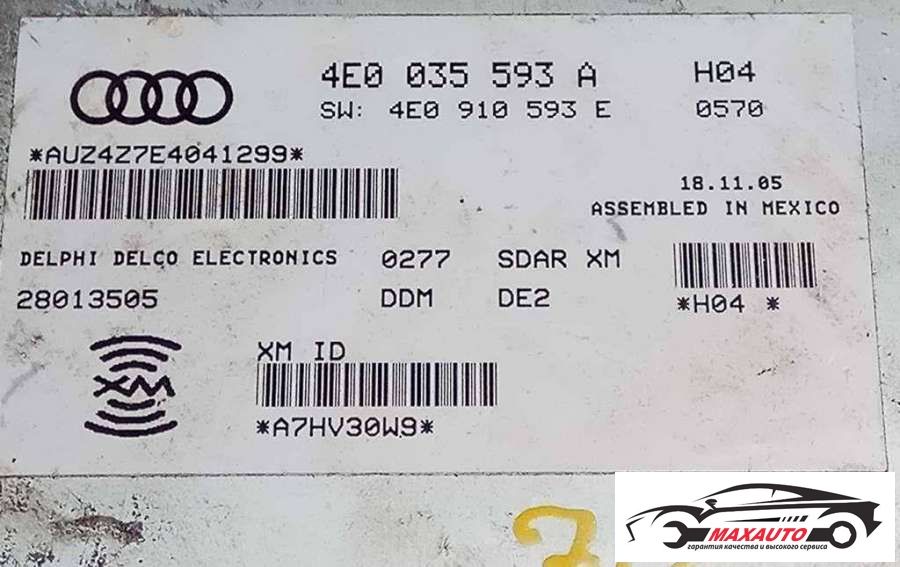 4E0 035 593 A H04
SW: 4E0 910 593 E 0570
*AUZ4Z7E4041299*
18.11.05
ASSEMBLED IN MEXICO
DELPHI DELCO ELECTRONICS 0277 SDAR XM
28013505 DDM DE2
*H04 *
XM ID
XM
*A7HV30W9*
MAXAUTO
гарантия качества и высокого сервиса